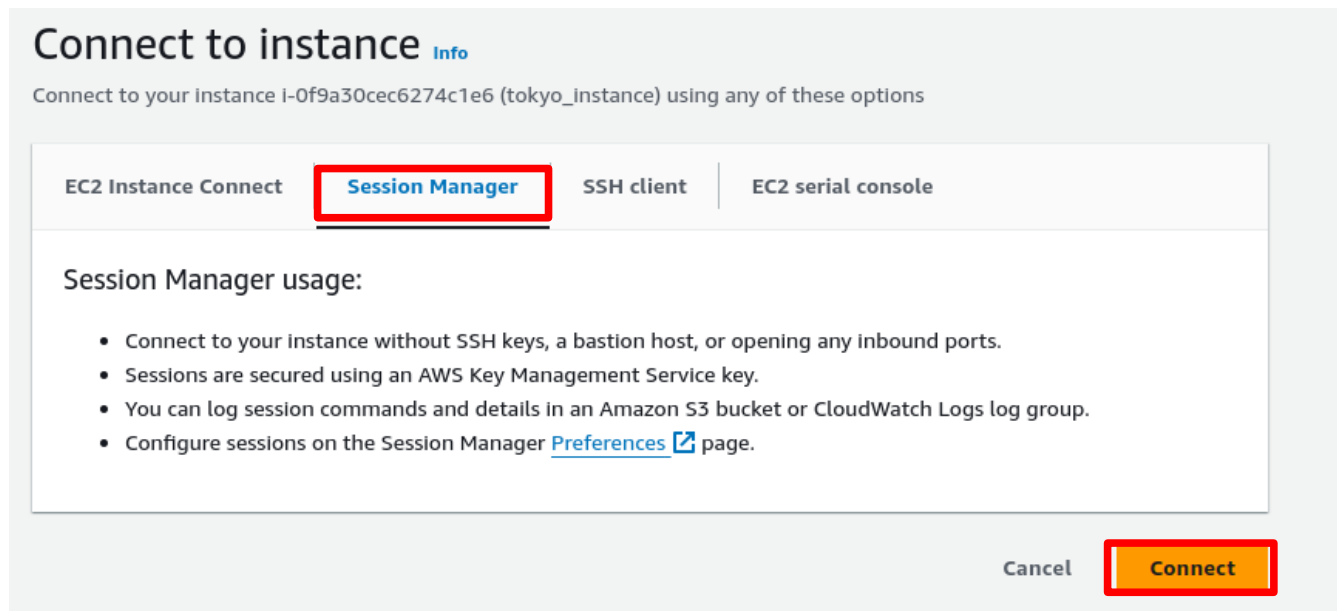 Connect to instance Info
Connect to your instance i-0f9a30cec6274c1e6 (tokyo_instance) using any of these options
EC2 Instance Connect Session Manager SSH client EC2 serial console
Session Manager usage:
• Connect to your instance without SSH keys, a bastion host, or opening any inbound ports.
• Sessions are secured using an AWS Key Management Service key.
• You can log session commands and details in an Amazon S3 bucket or CloudWatch Logs log group.
• Configure sessions on the Session Manager Preferences page.
Cancel Connect